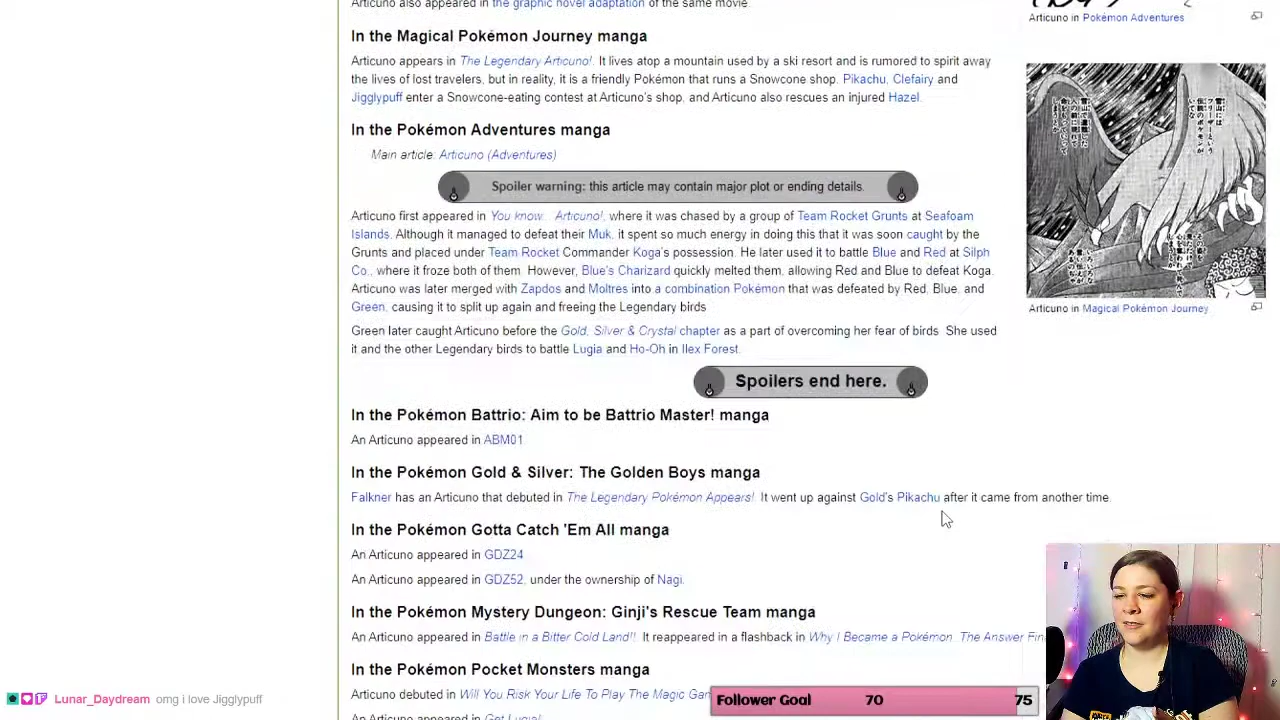 Articuno also appeared in the graphic novel adaptation of the same movie.
Articuno in Pokémon Adventures
In the Magical Pokémon Journey manga
Articuno appears in The Legendary Articuno!. It lives atop a mountain used by a ski resort and is rumored to spirit away
the lives of lost travelers, but in reality, it is a friendly Pokémon that runs a Snowcone shop. Pikachu, Clefairy and
Jigglypuff enter a Snowcone-eating contest at Articuno's shop, and Articuno also rescues an injured Hazel.
In the Pokémon Adventures manga
Main article: Articuno (Adventures)
Spoiler warning: this article may contain major plot or ending details.
Articuno first appeared in You know... Articuno!, where it was chased by a group of Team Rocket Grunts at Seafoam
Islands. Although it managed to defeat their Muk, it spent so much energy in doing this that it was soon caught by the
Grunts and placed under Team Rocket Commander Koga's possession. He later used it to battle Blue and Red at Silph
Co., where it froze both of them. However, Blue's Charizard quickly melted them, allowing Red and Blue to defeat Koga.
Articuno was later merged with Zapdos and Moltres into a combination Pokémon that was defeated by Red, Blue, and
Green, causing it to split up again and freeing the Legendary birds
Articuno in Magical Pokémon Journey
Green later caught Articuno before the Gold, Silver & Crystal chapter as a part of overcoming her fear of birds. She used
it and the other Legendary birds to battle Lugia and Ho-Oh in Ilex Forest.
Spoilers end here.
In the Pokémon Battrio: Aim to be Battrio Master! manga
An Articuno appeared in ABM01.
In the Pokémon Gold & Silver: The Golden Boys manga
Falkner has an Articuno that debuted in The Legendary Pokémon Appears!. It went up against Gold's Pikachu after it came from another time.
In the Pokémon Gotta Catch 'Em All manga
An Articuno appeared in GDZ24
An Articuno appeared in GDZ52, under the ownership of Nagi.
In the Pokémon Mystery Dungeon: Ginji's Rescue Team manga
An Articuno appeared in Battle in a Bitter Cold Land!! It reappeared in a flashback in Why I Became a Pokémon. The Answer Fin
In the Pokémon Pocket Monsters manga
Articuno debuted in Will You Risk Your Life To Play The Magic Gam
Follower Goal 70 75
Lunar_Daydream omg i love Jigglypuff
An Articuno appeared in Get Lugia!